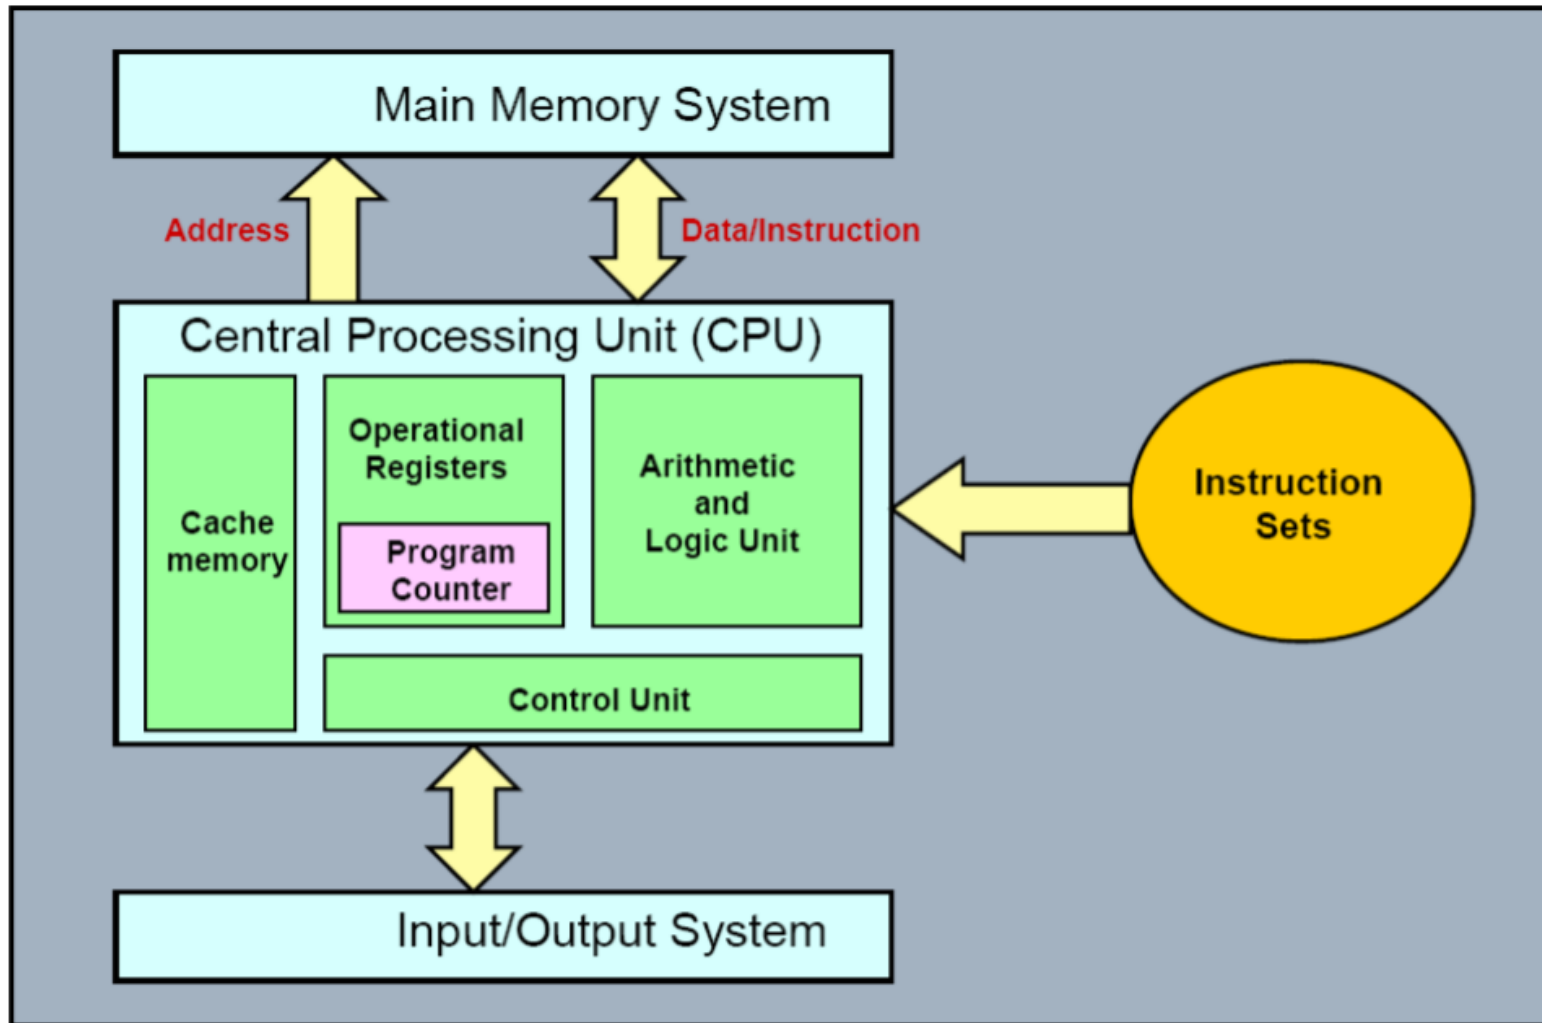 Main Memory System
Address
Data/Instruction
Central Processing Unit (CPU)
Cache
memory
Operational
Registers
Program
Counter
Arithmetic
and
Logic Unit
Control Unit
Instruction
Sets
Input/Output System